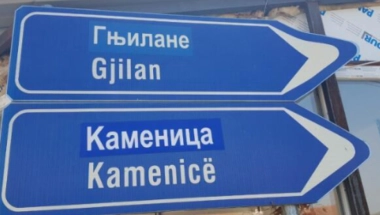 Гњилане
Gjilan
Каменица
Kamenicë